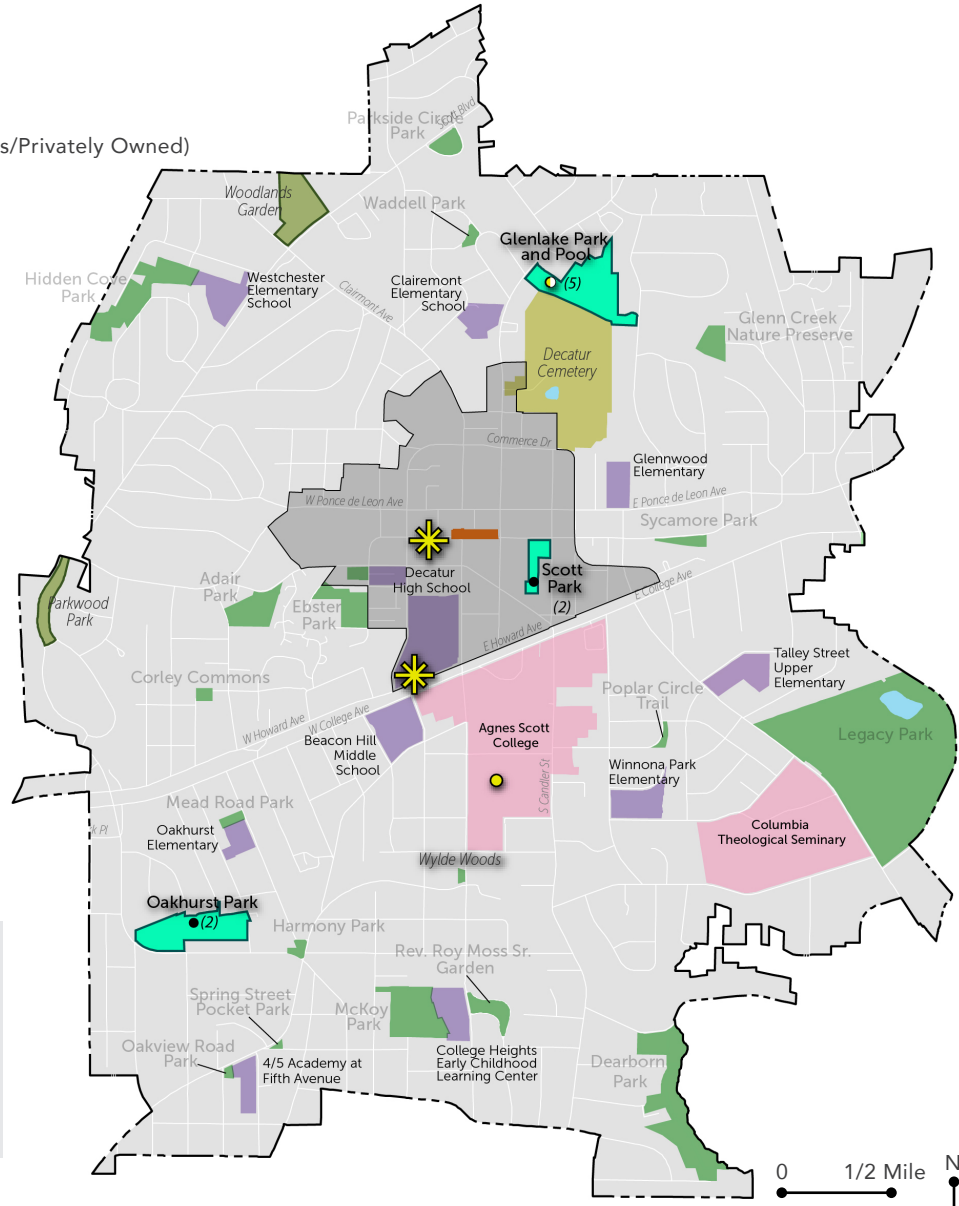 s/Privately Owned)
Parkside Circle
Park
Scott Blvd
Woodlands
Garden
Waddell Park
Glenlake Park
and Pool
(5)
Hidden Cove
Park
Westchester
Elementary
School
Clairemont
Elementary
School
Clairmont Ave
Glenn Creek
Nature Preserve
Decatur
Cemetery
Commerce Dr
Glennwood
Elementary
W Ponce de Leon Ave
E Ponce de Leon Ave
Sycamore Park
Decatur
High School
Scott
Park
(2)
Adair
Park
Ebster
Park
Parkwood
Park
E College Ave
E Howard Ave
Talley Street
Upper
Elementary
Corley Commons
Poplar Circle
Trail
W Howard Ave
W College Ave
Agnes Scott
College
Legacy Park
Beacon Hill
Middle
School
S Candler St
Winnona Park
Elementary
Mead Road Park
Oakhurst
Elementary
k Pl
Columbia
Theological Seminary
Wylde Woods
Oakhurst Park
(2)
Harmony Park
Rev. Roy Moss Sr.
Garden
Spring Street
Pocket Park
McKoy
Park
Oakview Road
Park
4/5 Academy at
Fifth Avenue
College Heights
Early Childhood
Learning Center
Dearborn
Park
0 1/2 Mile N